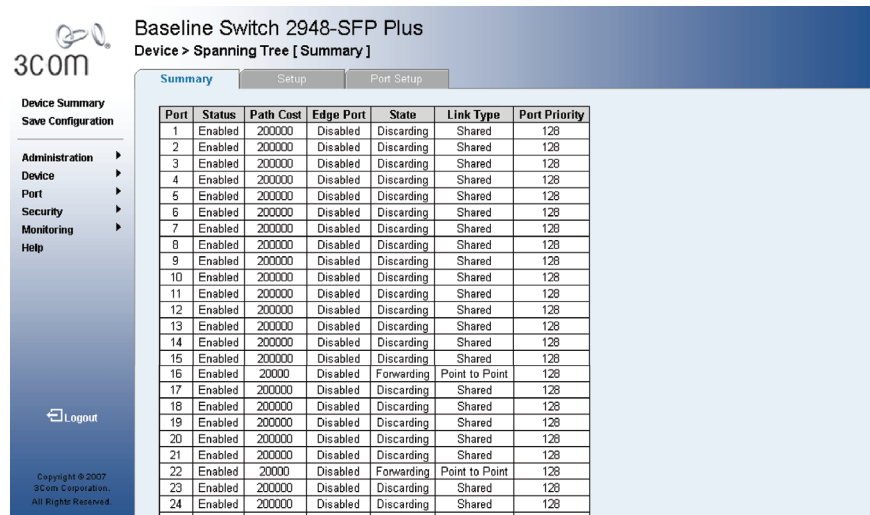 3COM
Baseline Switch 2948-SFP Plus
Device > Spanning Tree [ Summary ]
Summary Setup Port Setup
Device Summary
Save Configuration
Administration
Device
Port
Security
Monitoring
Help
Logout
Copyright © 2007
3Com Corporation.
All Rights Reserved.
Port Status Path Cost Edge Port State Link Type Port Priority
1 Enabled 200000 Disabled Discarding Shared 128
2 Enabled 200000 Disabled Discarding Shared 128
3 Enabled 200000 Disabled Discarding Shared 128
4 Enabled 200000 Disabled Discarding Shared 128
5 Enabled 200000 Disabled Discarding Shared 128
6 Enabled 200000 Disabled Discarding Shared 128
7 Enabled 200000 Disabled Discarding Shared 128
8 Enabled 200000 Disabled Discarding Shared 128
9 Enabled 200000 Disabled Discarding Shared 128
10 Enabled 200000 Disabled Discarding Shared 128
11 Enabled 200000 Disabled Discarding Shared 128
12 Enabled 200000 Disabled Discarding Shared 128
13 Enabled 200000 Disabled Discarding Shared 128
14 Enabled 200000 Disabled Discarding Shared 128
15 Enabled 200000 Disabled Discarding Shared 128
16 Enabled 20000 Disabled Forwarding Point to Point 128
17 Enabled 200000 Disabled Discarding Shared 128
18 Enabled 200000 Disabled Discarding Shared 128
19 Enabled 200000 Disabled Discarding Shared 128
20 Enabled 200000 Disabled Discarding Shared 128
21 Enabled 200000 Disabled Discarding Shared 128
22 Enabled 20000 Disabled Forwarding Point to Point 128
23 Enabled 200000 Disabled Discarding Shared 128
24 Enabled 200000 Disabled Discarding Shared 128